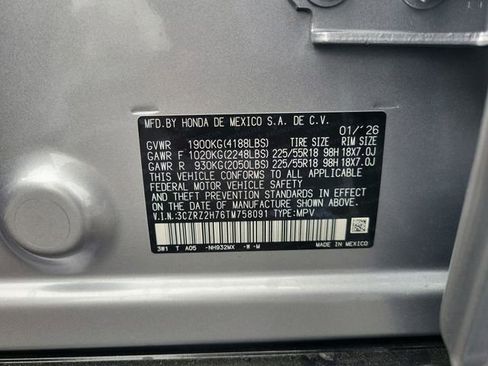 MFD.BY HONDA DE MEXICO S.A. DE C.V.
01/'26
GVWR 1900KG(4188LBS) TIRE SIZE RIM SIZE
GAWR F 1020KG(2248LBS) 225/55R18 98H 18X7.0J
GAWR R 930KG(2050LBS) 225/55R18 98H 18X7.0J
THIS VEHICLE CONFORMS TO ALL APPLICABLE
FEDERAL MOTOR VEHICLE SAFETY
AND THEFT PREVENTION STANDARDS IN EFFECT
ON THE DATE OF MANUFACTURE SHOWN ABOVE.
V.I.N.:3CZRZ2H76TM758091 TYPE:MPV
3W1 T A05 -NH932MX -W -M